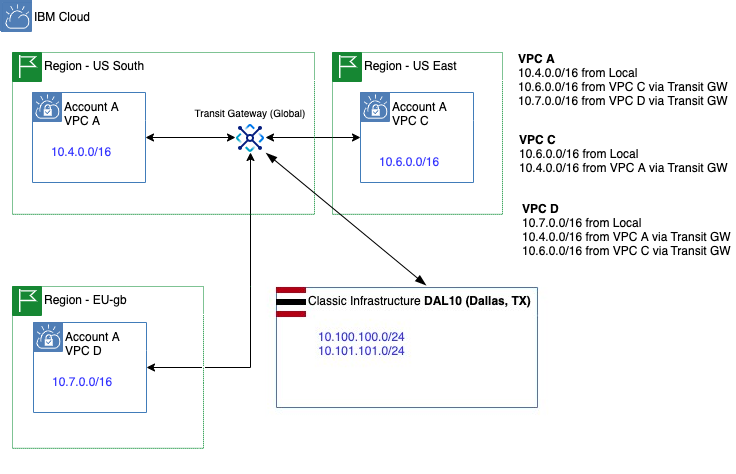 IBM Cloud
Region - US South
Account A
VPC A
10.4.0.0/16
Transit Gateway (Global)
Region - US East
Account A
VPC C
10.6.0.0/16
VPC A
10.4.0.0/16 from Local
10.6.0.0/16 from VPC C via Transit GW
10.7.0.0/16 from VPC D via Transit GW
VPC C
10.6.0.0/16 from Local
10.4.0.0/16 from VPC A via Transit GW
VPC D
10.7.0.0/16 from Local
10.4.0.0/16 from VPC A via Transit GW
10.6.0.0/16 from VPC C via Transit GW
Region - EU-gb
Account A
VPC D
10.7.0.0/16
Classic Infrastructure DAL10 (Dallas, TX)
10.100.100.0/24
10.101.101.0/24